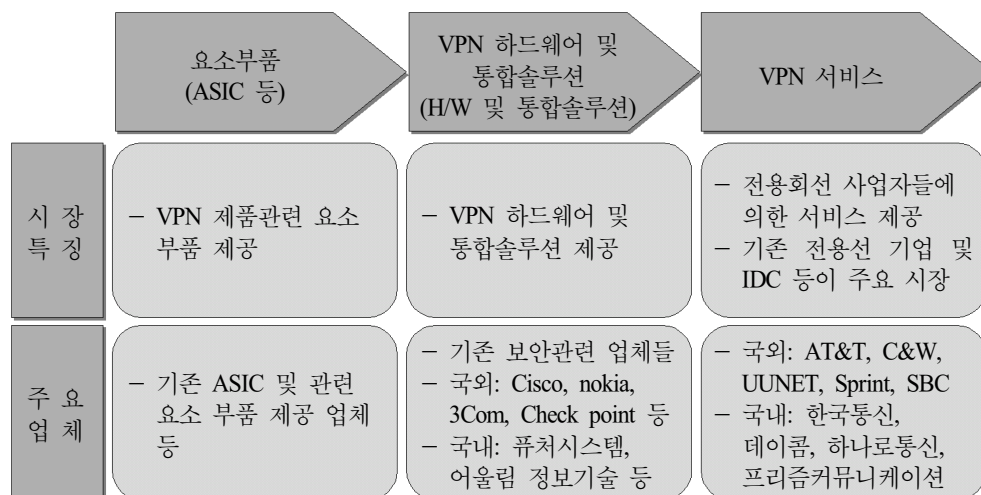 요소부품
(ASIC 등)
VPN 하드웨어 및
통합솔루션
(H/W 및 통합솔루션)
VPN 서비스
시 장
특 징
– VPN 제품관련 요소
부품 제공
– VPN 하드웨어 및
통합솔루션 제공
– 전용회선 사업자들에
의한 서비스 제공
– 기존 전용선 기업 및
IDC 등이 주요 시장
주 요
업 체
– 기존 ASIC 및 관련
요소 부품 제공 업체
등
– 기존 보안관련 업체들
– 국외: Cisco, nokia,
3Com, Check point 등
– 국내: 퓨처시스템,
어울림 정보기술 등
– 국외: AT&T, C&W,
UUNET, Sprint, SBC
– 국내: 한국통신,
데이콤, 하나로통신,
프리즘커뮤니케이션